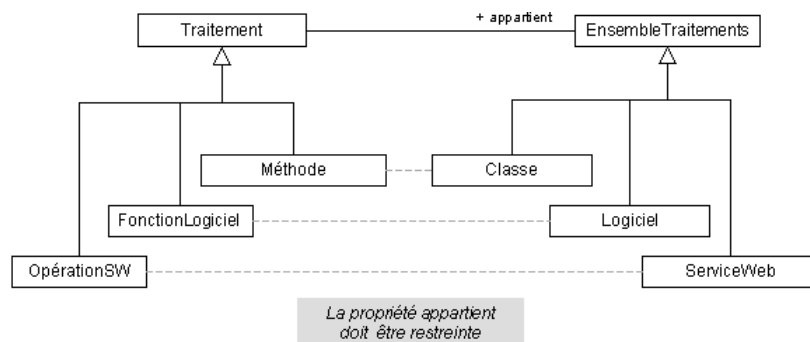 + appartient
Traitement
EnsembleTraitements
Méthode
Classe
FonctionLogiciel
Logiciel
OpérationSW
ServiceWeb
La propriété appartient
doit être restreinte